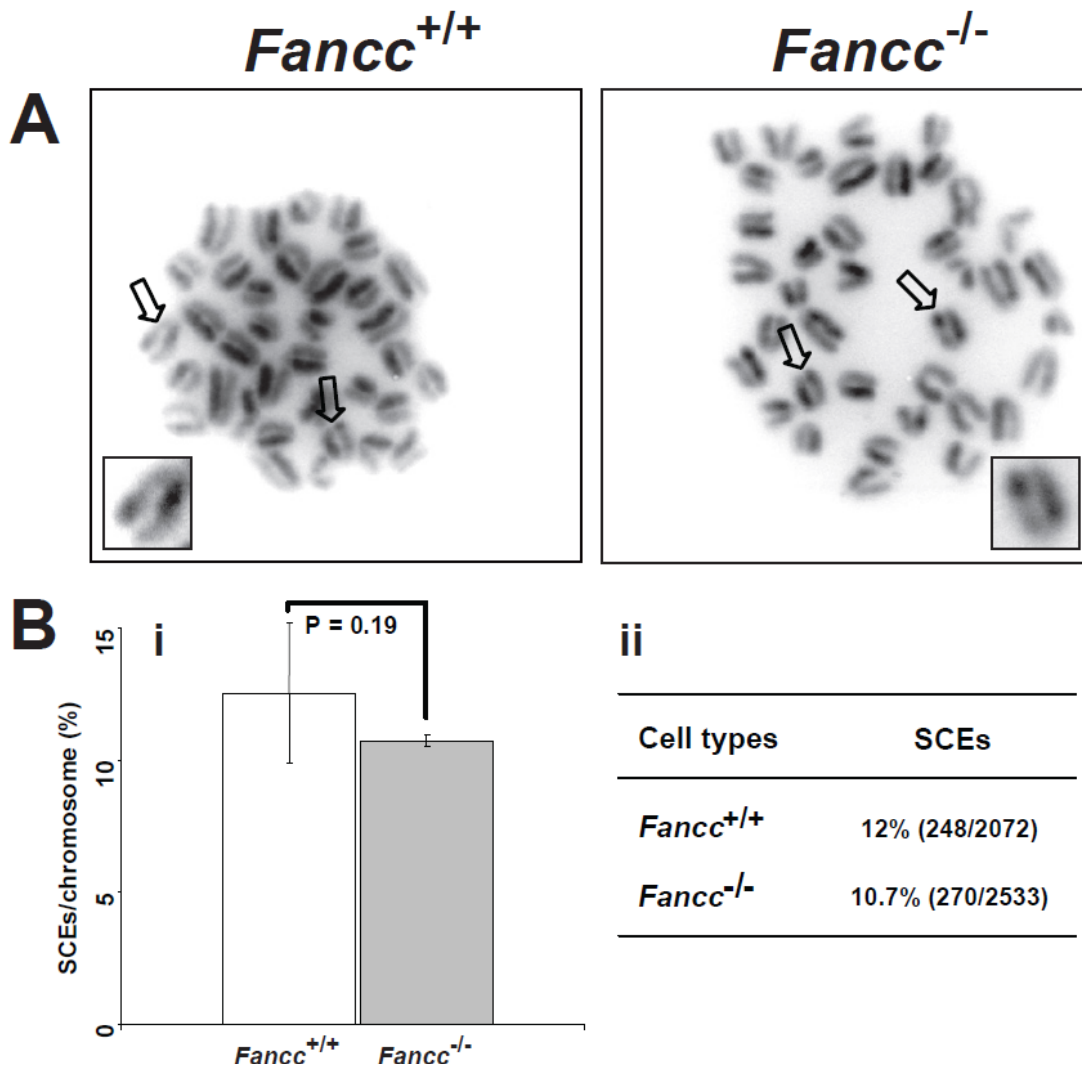 Fancc+/+ Fancc-/-
A
B
i
P = 0.19
15
10
5
0
SCEs/chromosome (%)
Fancc+/+ Fancc-/-
ii
Cell types SCEs
Fancc+/+ 12% (248/2072)
Fancc-/- 10.7% (270/2533)